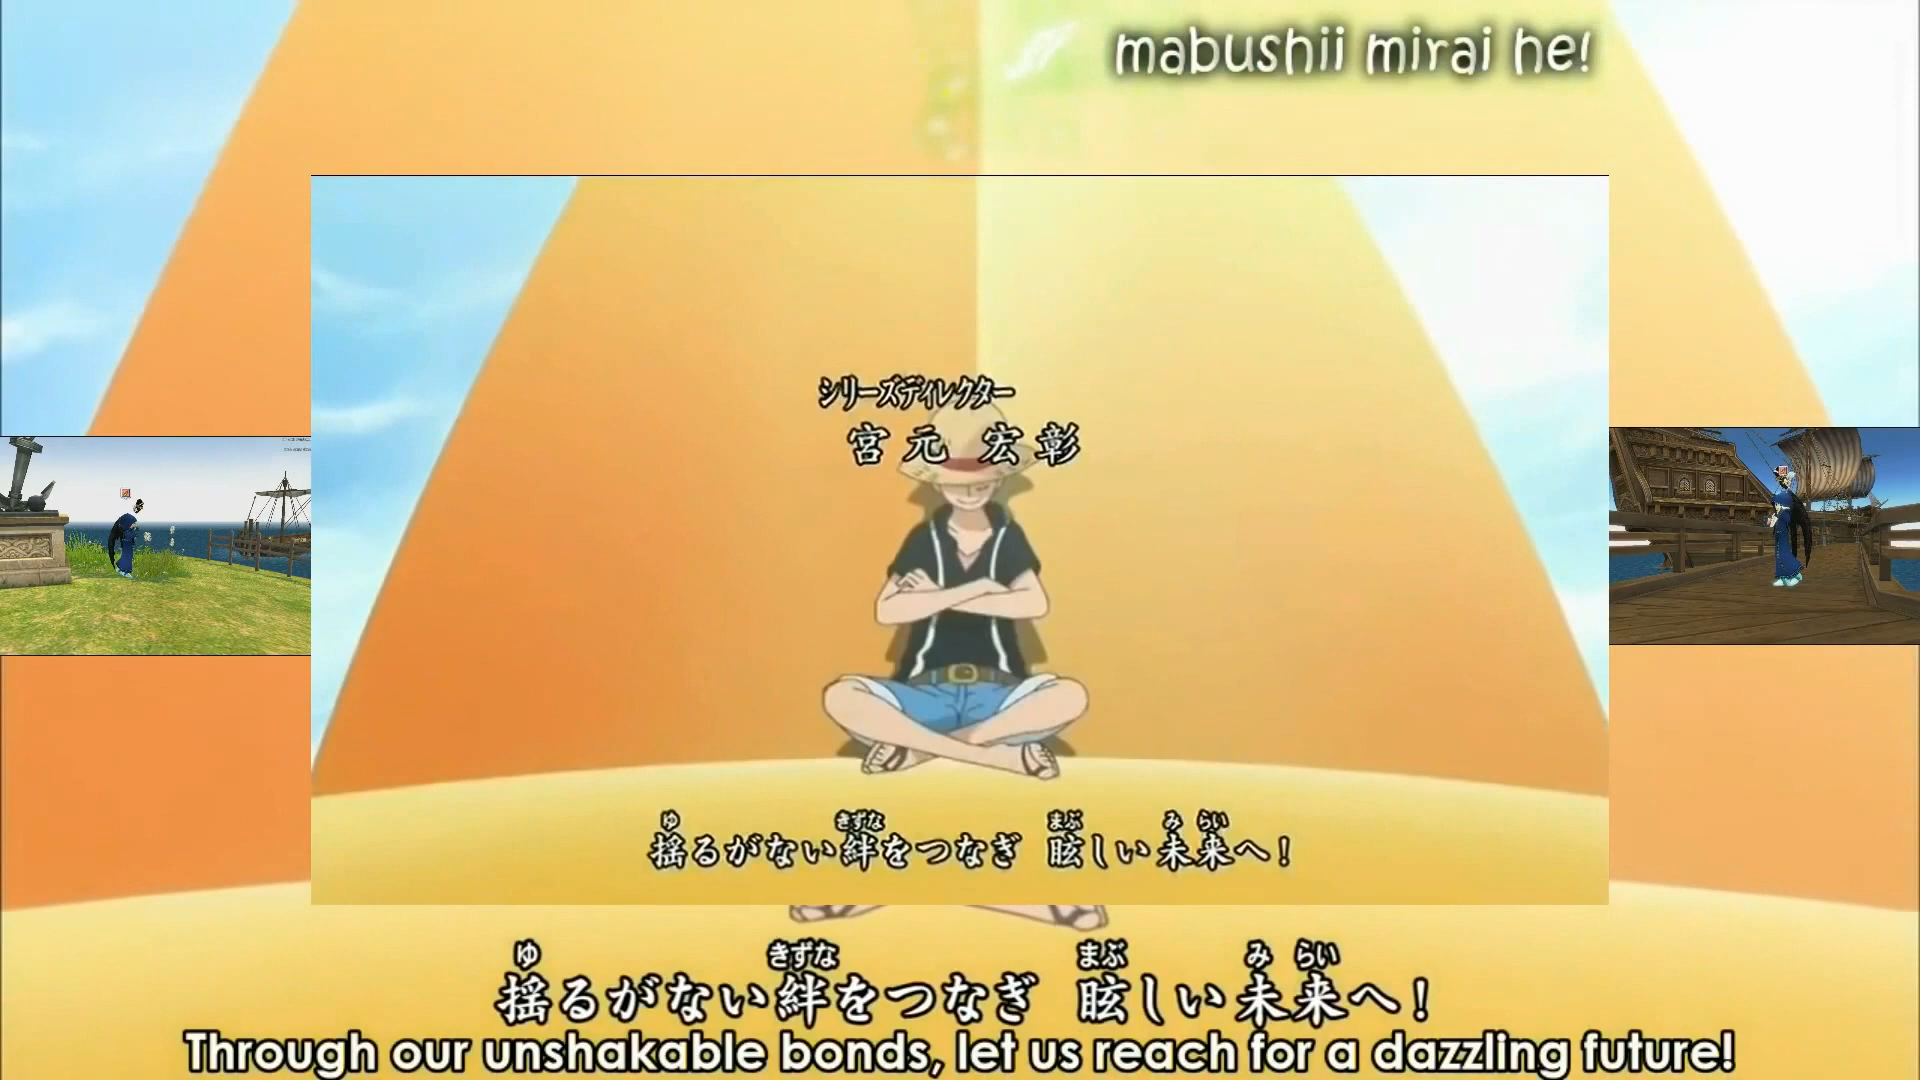 mabushii mirai he!
シリーズディレクター
宮元 宏彰
ゆ きずな まぶ み らい
揺るがない絆をつなぎ 眩しい未来へ!
ゆ きずな まぶ み らい
揺るがない絆をつなぎ 眩しい未来へ!
Through our unshakable bonds, let us reach for a dazzling future!